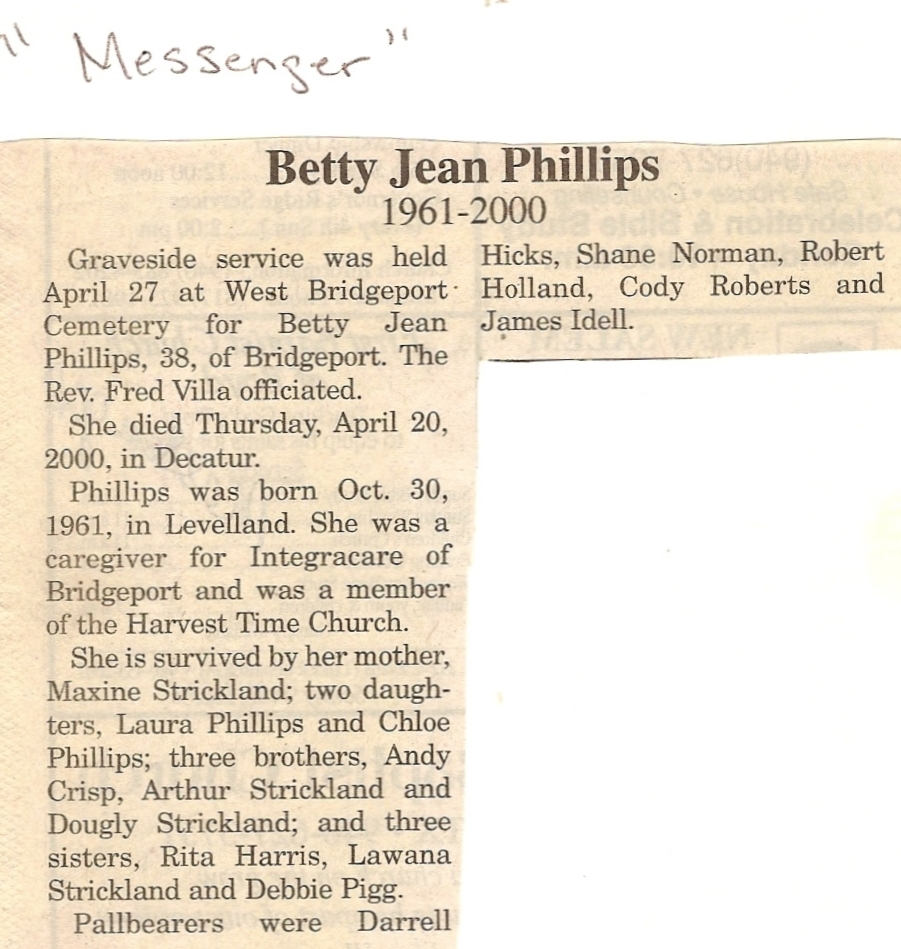 "Messenger"
Betty Jean Phillips
1961-2000
Graveside service was held
April 27 at West Bridgeport
Cemetery for Betty Jean
Phillips, 38, of Bridgeport. The
Rev. Fred Villa officiated.
She died Thursday, April 20,
2000, in Decatur.
Phillips was born Oct. 30,
1961, in Levelland. She was a
caregiver for Integracare of
Bridgeport and was a member
of the Harvest Time Church.
She is survived by her mother,
Maxine Strickland; two daugh-
ters, Laura Phillips and Chloe
Phillips; three brothers, Andy
Crisp, Arthur Strickland and
Dougly Strickland; and three
sisters, Rita Harris, Lawana
Strickland and Debbie Pigg.
Pallbearers were Darrell
Hicks, Shane Norman, Robert
Holland, Cody Roberts and
James Idell.